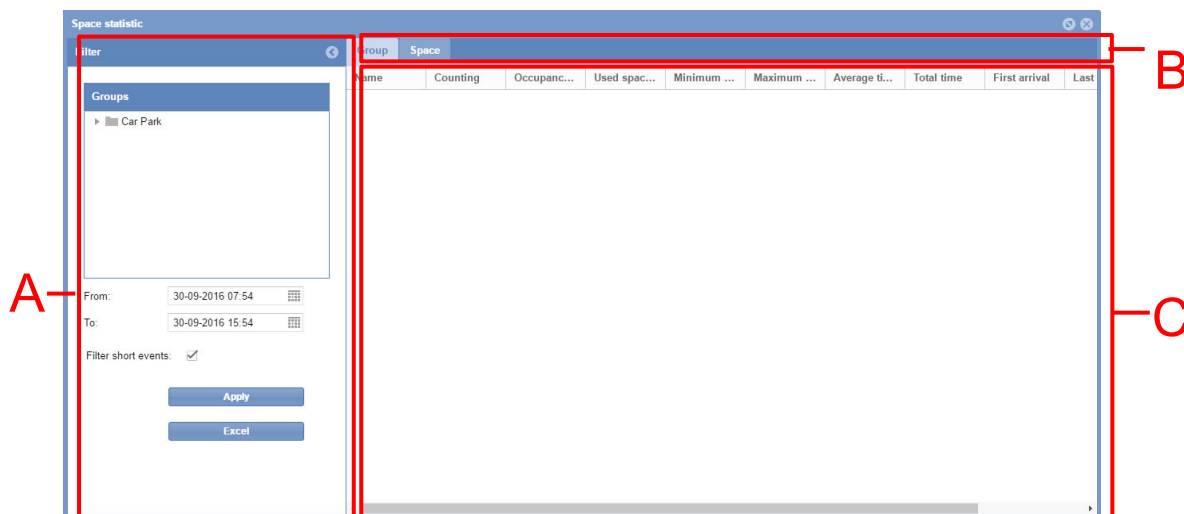 Space statistic
Filter
Group Space
B
Name Counting Occupanc... Used spac... Minimum ... Maximum ... Average ti... Total time First arrival Last
Groups
Car Park
A
From: 30-09-2016 07:54
To: 30-09-2016 15:54
C
Filter short events:
Apply
Excel